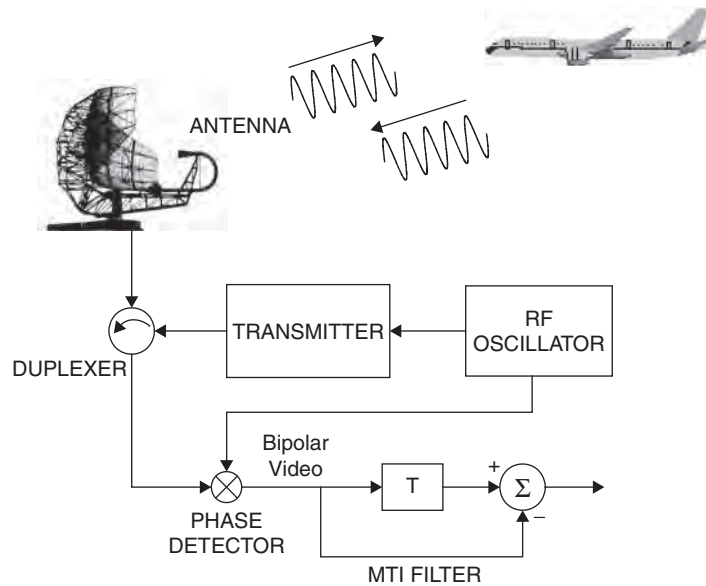 ANTENNA
TRANSMITTER
RF
OSCILLATOR
DUPLEXER
Bipolar
Video
T
+
Σ
−
PHASE
DETECTOR
MTI FILTER